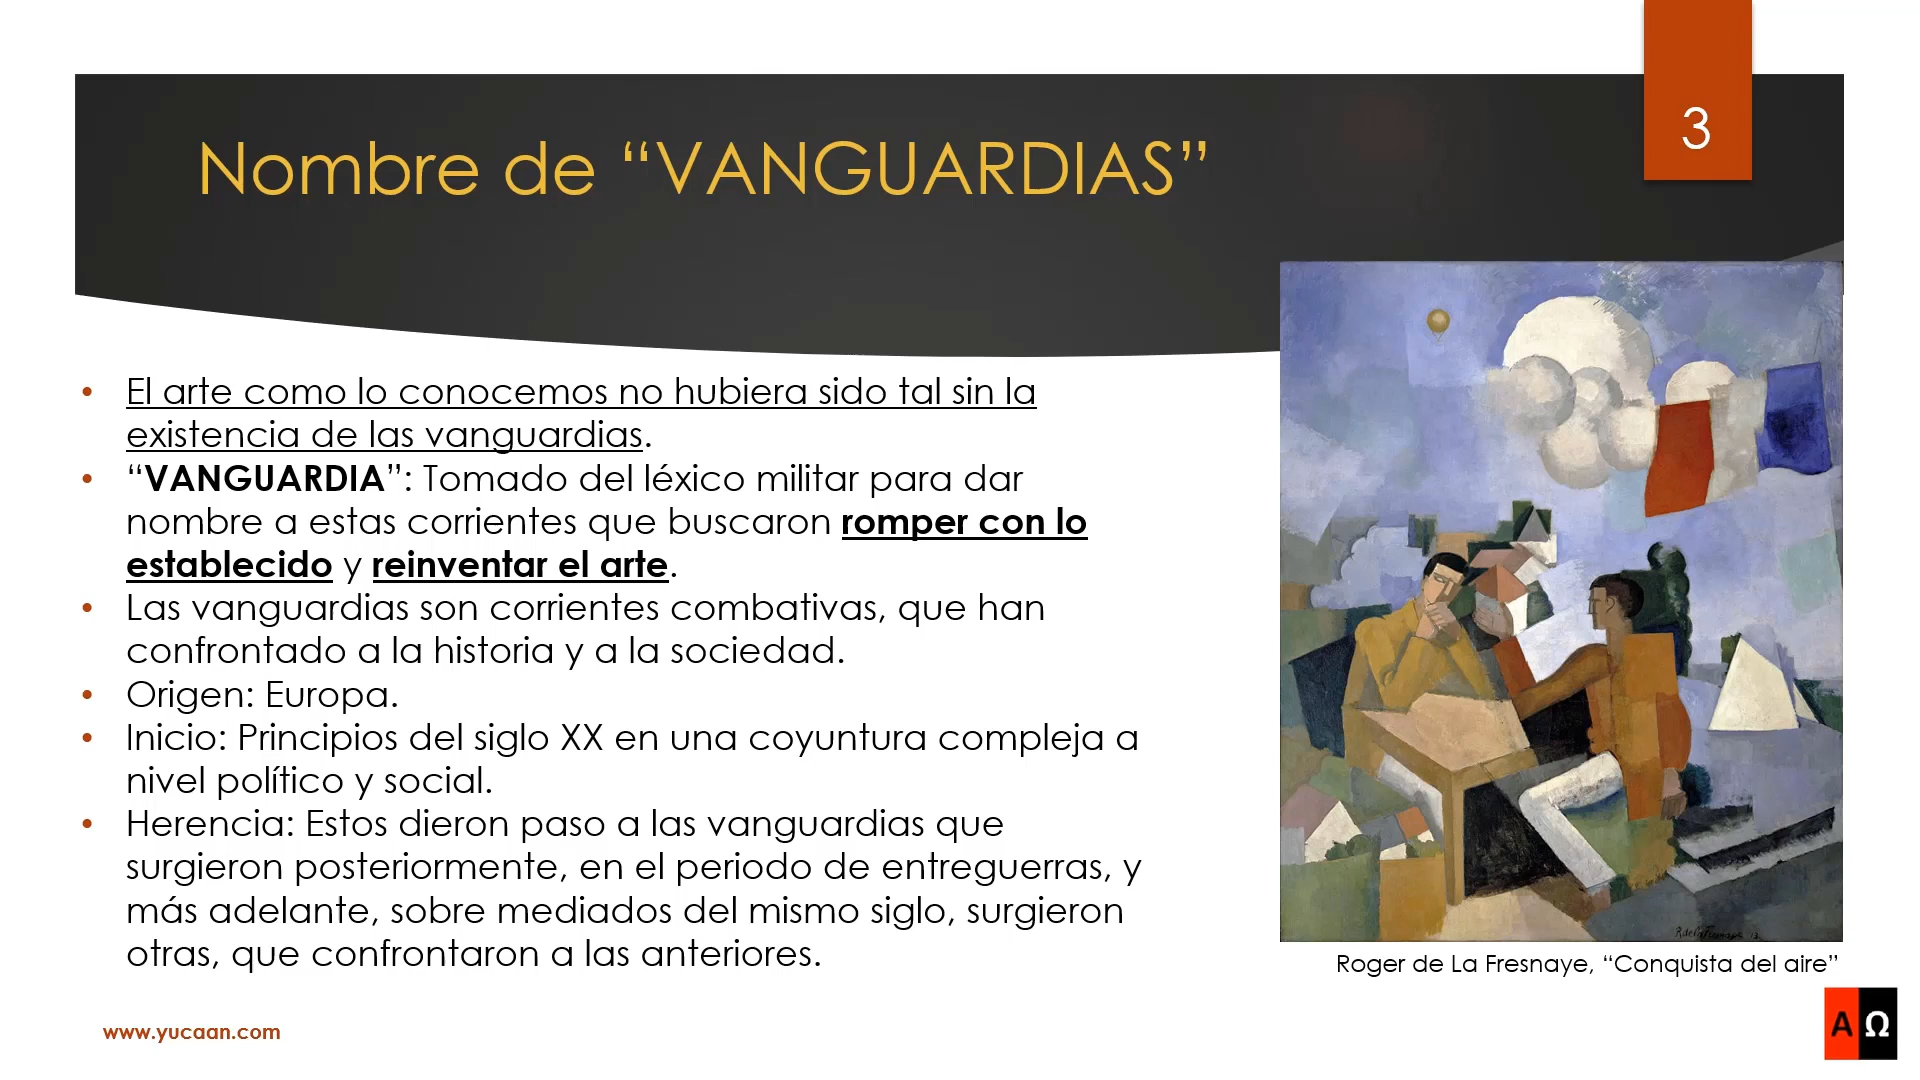 3
Nombre de “VANGUARDIAS”
• El arte como lo conocemos no hubiera sido tal sin la
existencia de las vanguardias.
• “VANGUARDIA”: Tomado del léxico militar para dar
nombre a estas corrientes que buscaron romper con lo
establecido y reinventar el arte.
• Las vanguardias son corrientes combativas, que han
confrontado a la historia y a la sociedad.
• Origen: Europa.
• Inicio: Principios del siglo XX en una coyuntura compleja a
nivel político y social.
• Herencia: Estos dieron paso a las vanguardias que
surgieron posteriormente, en el periodo de entreguerras, y
más adelante, sobre mediados del mismo siglo, surgieron
otras, que confrontaron a las anteriores.
Roger de La Fresnaye, “Conquista del aire”
www.yucaan.com
A Ω